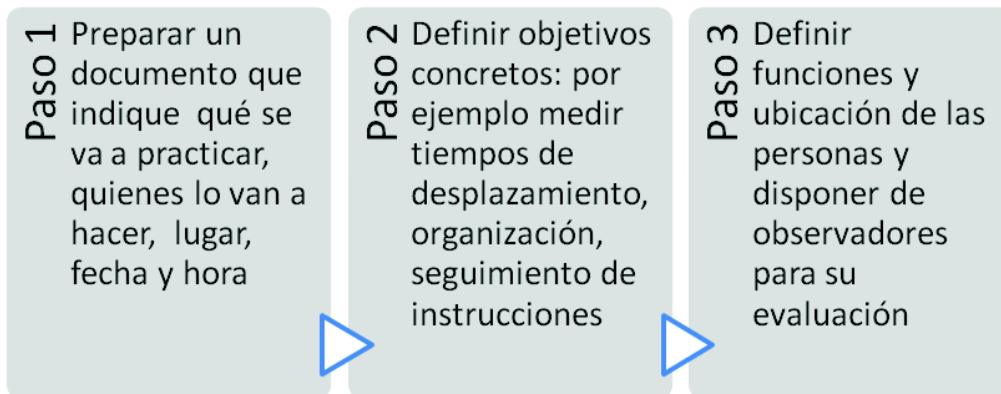 Paso 1
Preparar un
documento que
indique qué se
va a practicar,
quienes lo van a
hacer, lugar,
fecha y hora
Paso 2
Definir objetivos
concretos: por
ejemplo medir
tiempos de
desplazamiento,
organización,
seguimiento de
instrucciones
Paso 3
Definir
funciones y
ubicación de las
personas y
disponer de
observadores
para su
evaluación